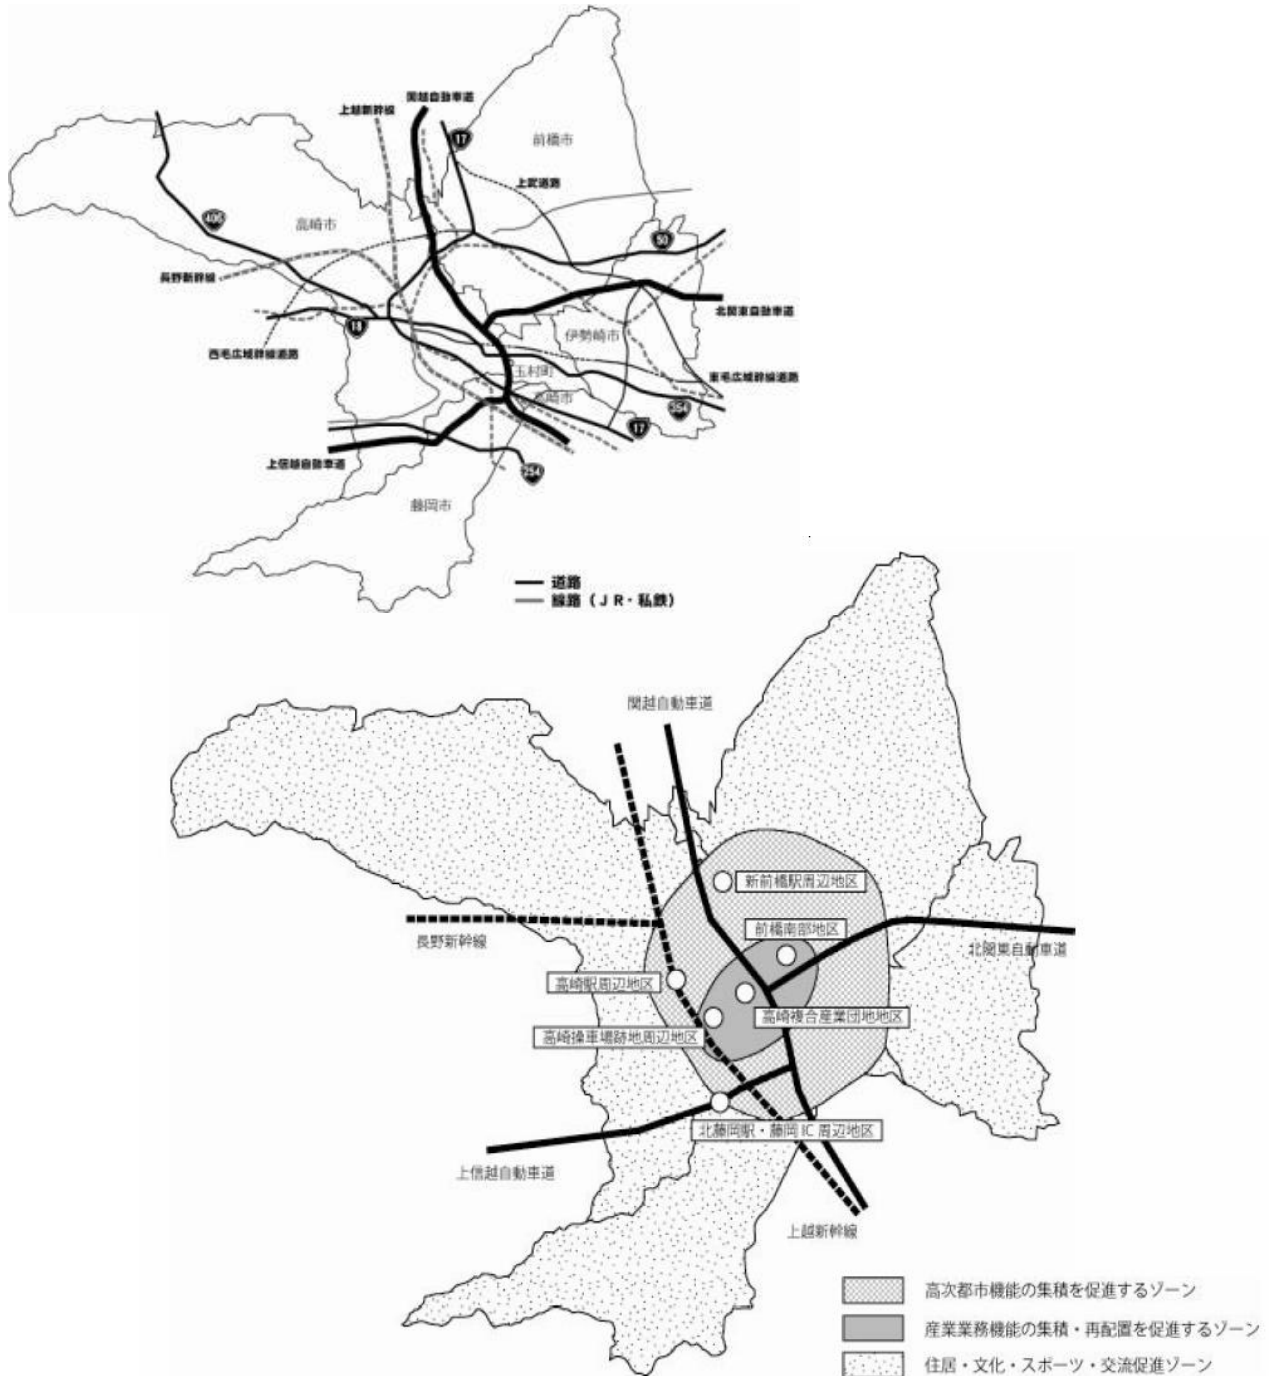 関越自動車道
上越新幹線
17
前橋市
上武道路
406
高崎市
50
長野新幹線
北関東自動車道
18
伊勢崎市
西毛広域幹線道路
玉村町
東毛広域幹線道路
高崎市
354
17
上信越自動車道
254
藤岡市
道路
線路(JR・私鉄)
関越自動車道
新前橋駅周辺地区
前橋南部地区
長野新幹線
北関東自動車道
高崎駅周辺地区
高崎複合産業団地地区
高崎操車場跡地周辺地区
北藤岡駅・藤岡IC周辺地区
上信越自動車道
上越新幹線
高次都市機能の集積を促進するゾーン
産業業務機能の集積・再配置を促進するゾーン
住居・文化・スポーツ・交流促進ゾーン